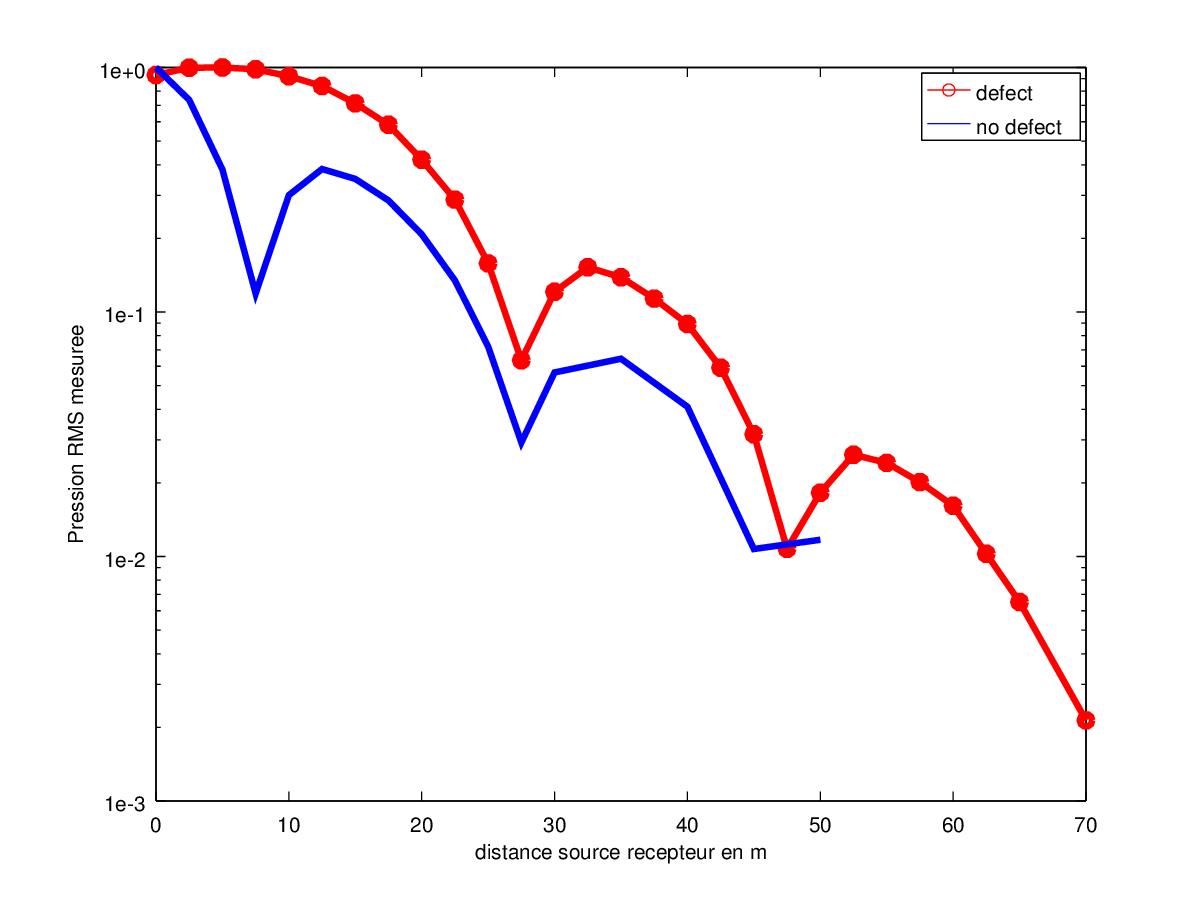 1e+0
1e-1
1e-2
1e-3
Pression RMS mesuree
defect
no defect
0 10 20 30 40 50 60 70
distance source recepteur en m